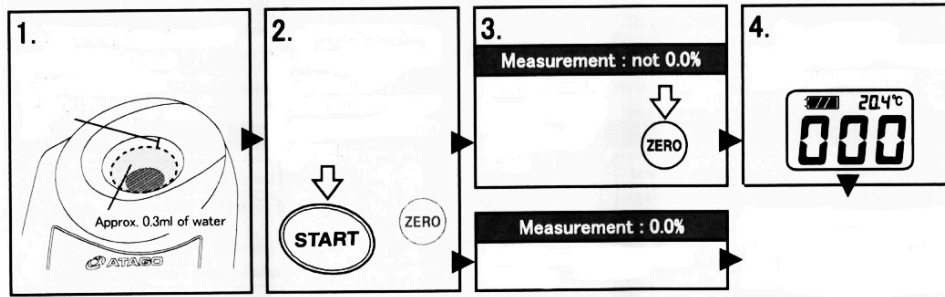 1.
Approx. 0.3ml of water
ATAGO
2.
START
ZERO
3.
Measurement : not 0.0%
ZERO
Measurement : 0.0%
4.
20.4℃
000